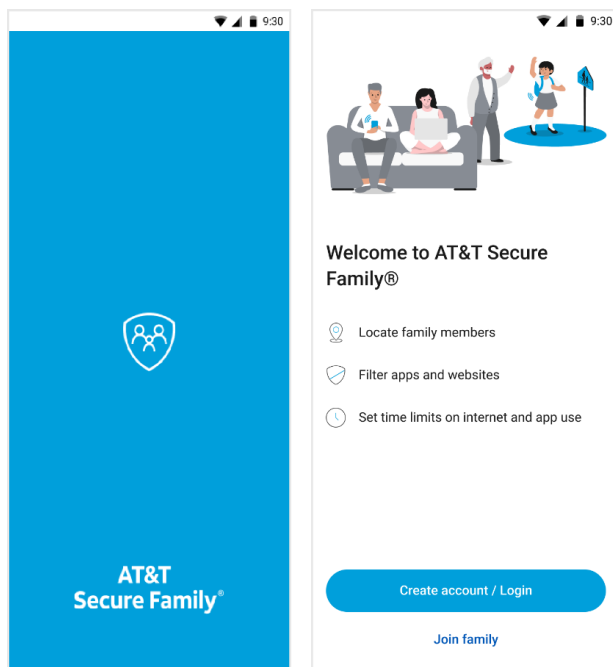 9:30
AT&T
Secure Family®
9:30
Welcome to AT&T Secure
Family®
Locate family members
Filter apps and websites
Set time limits on internet and app use
Create account / Login
Join family